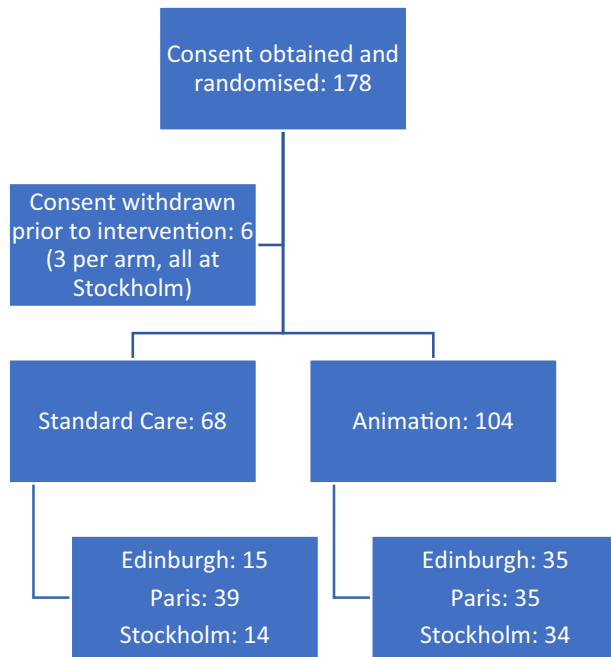 Consent obtained and
randomised: 178
Consent withdrawn
prior to intervention: 6
(3 per arm, all at
Stockholm)
Standard Care: 68
Animation: 104
Edinburgh: 15
Paris: 39
Stockholm: 14
Edinburgh: 35
Paris: 35
Stockholm: 34